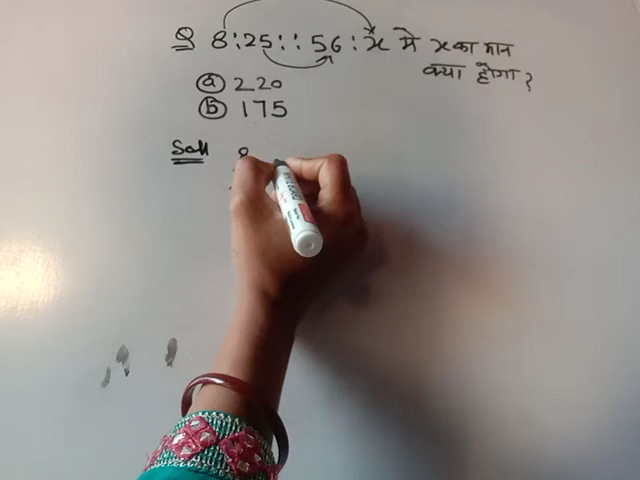 Q 8 : 25 : : 56 : x में x का मान
क्या होगा ?
(a) 220
(b) 175
Soln 8